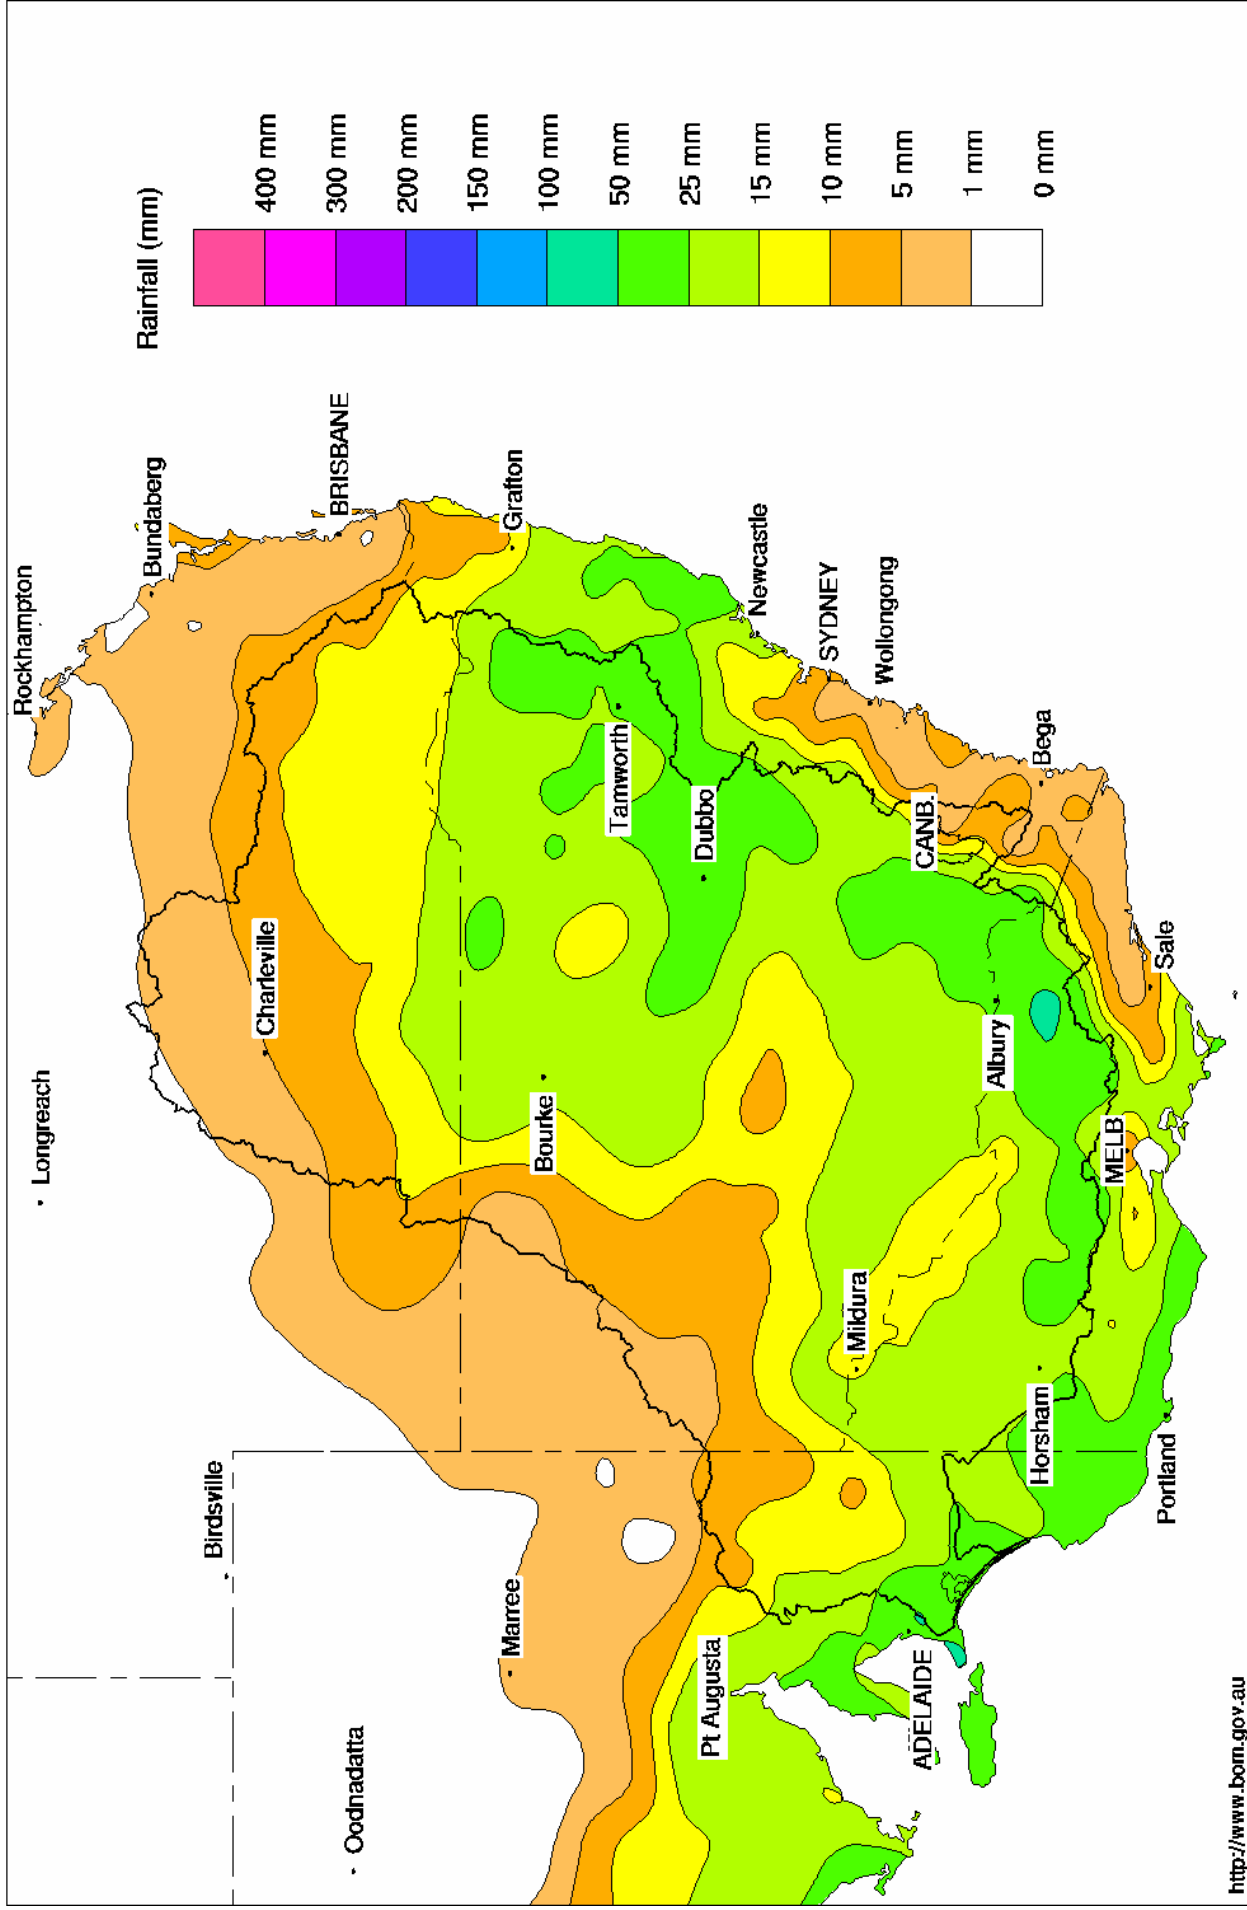 Rainfall (mm)
400 mm
300 mm
200 mm
150 mm
100 mm
50 mm
25 mm
15 mm
10 mm
5 mm
1 mm
0 mm
Longreach
Rockhampton
Bundaberg
Birdsville
Charleville
BRISBANE
Oodnadatta
Marree
Bourke
Grafton
Tamworth
Pt Augusta
Dubbo
Newcastle
Mildura
SYDNEY
Wollongong
ADELAIDE
CANB.
Albury
Horsham
Bega
MELB
Portland
Sale
http://www.bom.gov.au